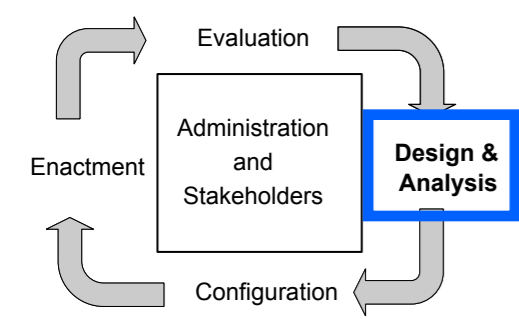 Evaluation
Administration
and
Stakeholders
Design &
Analysis
Enactment
Configuration